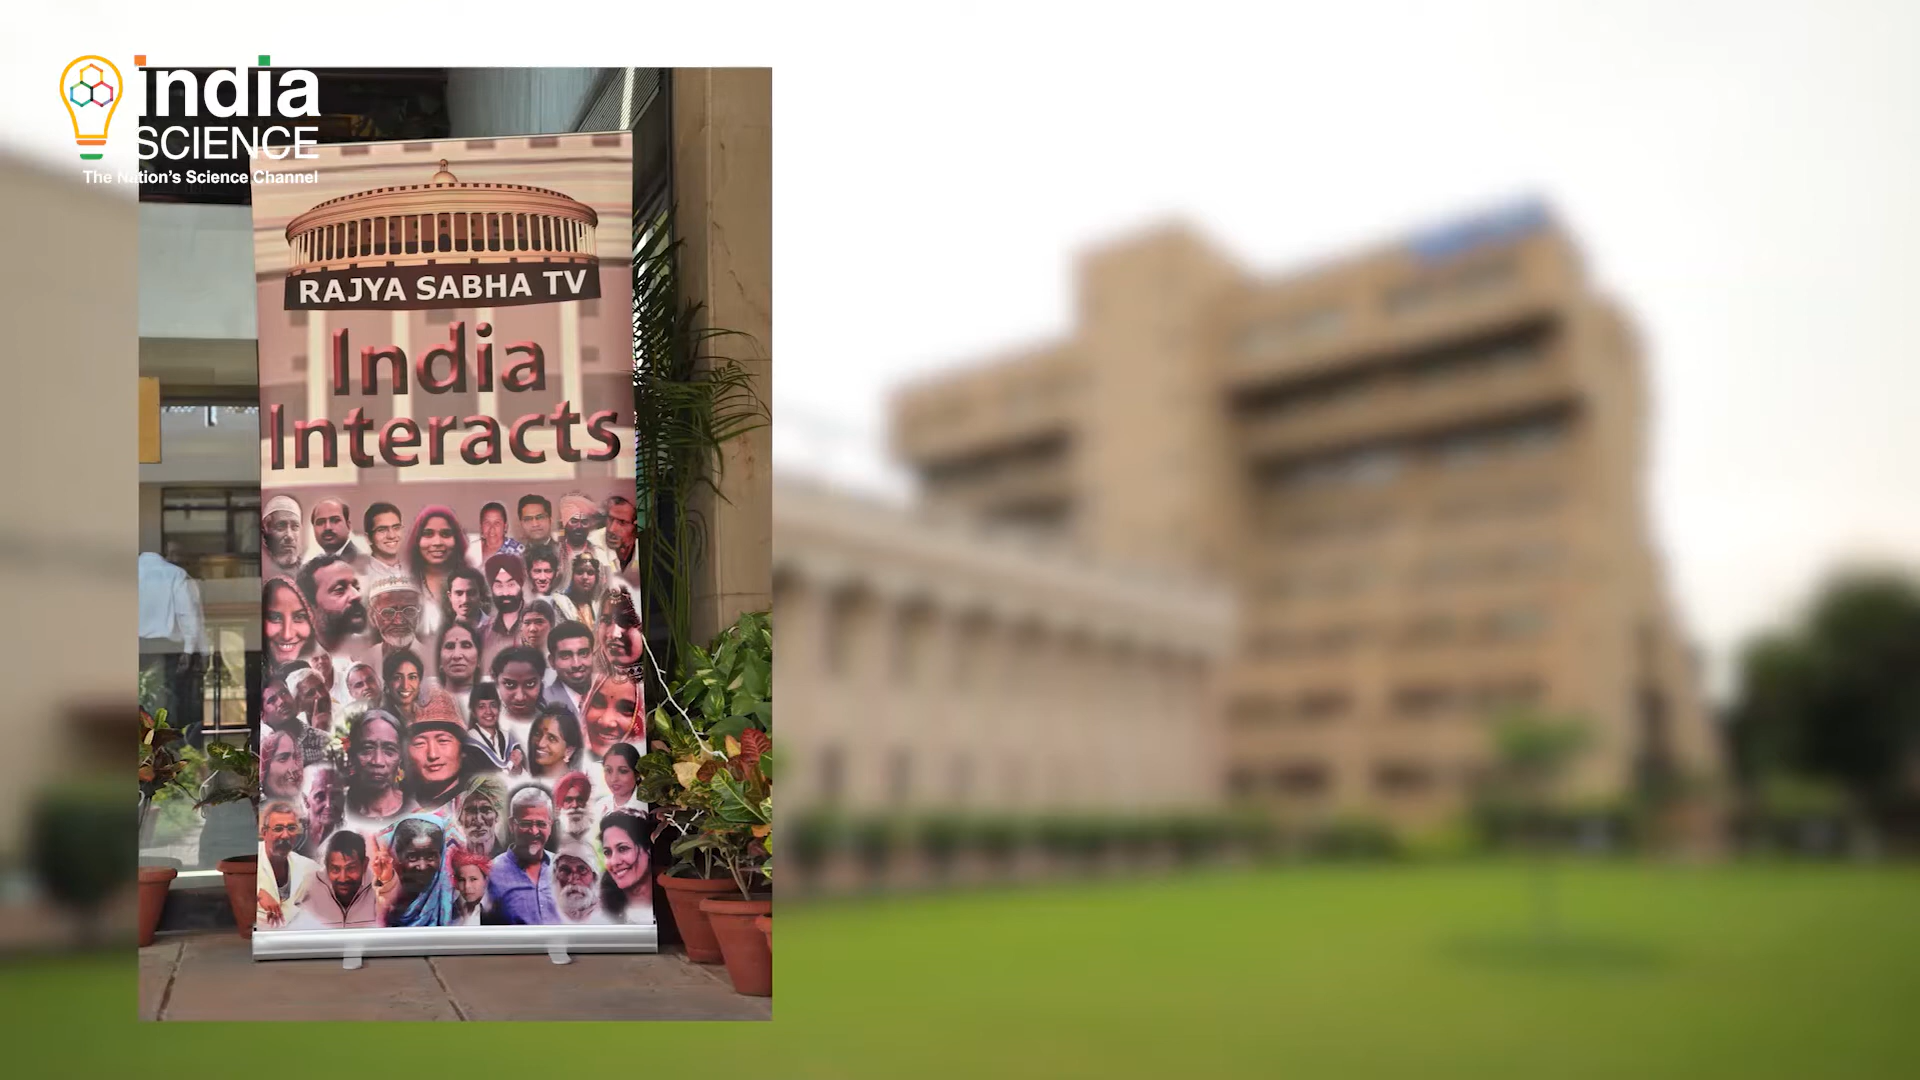 india
SCIENCE
The Nation's Science Channel
RAJYA SABHA TV
India
Interacts